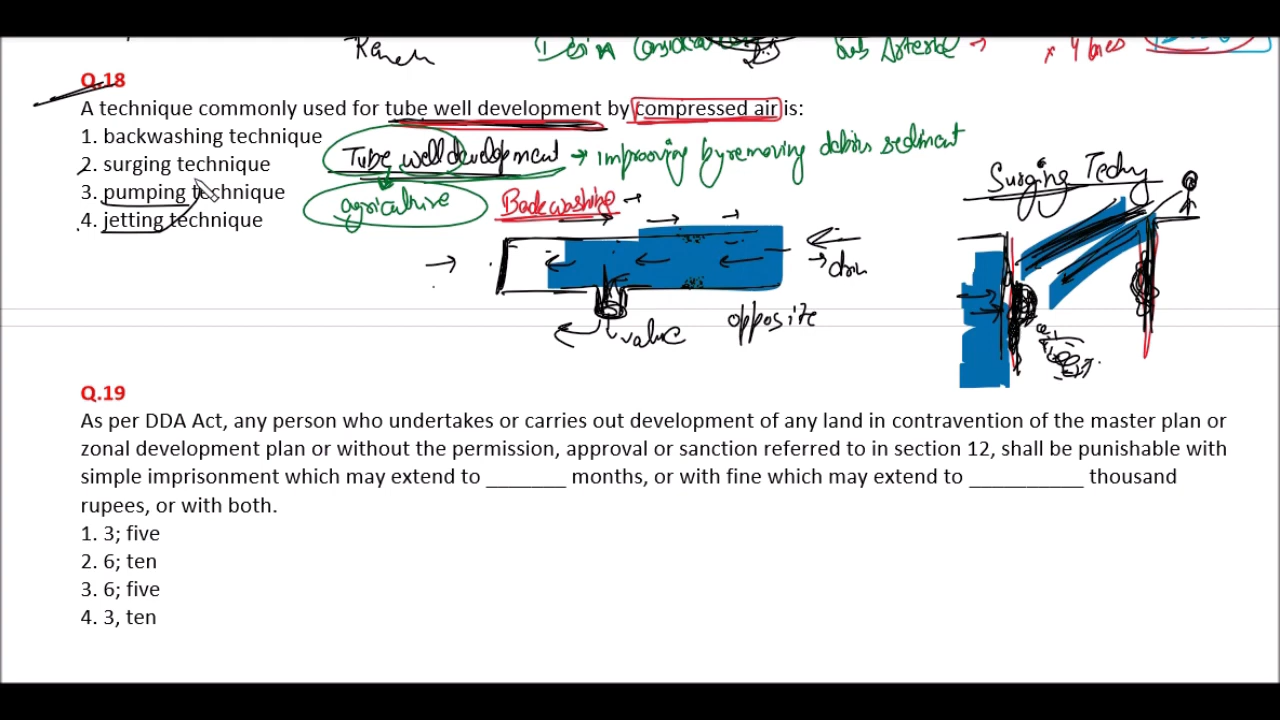 Q.18
A technique commonly used for tube well development by compressed air is:
1. backwashing technique
2. surging technique
3. pumping technique
4. jetting technique
Tube well development → improoving by removing debris sediment
agriculture
Backwashing
Surging Techq
opposite
Q.19
As per DDA Act, any person who undertakes or carries out development of any land in contravention of the master plan or
zonal development plan or without the permission, approval or sanction referred to in section 12, shall be punishable with
simple imprisonment which may extend to _______ months, or with fine which may extend to __________ thousand
rupees, or with both.
1. 3; five
2. 6; ten
3. 6; five
4. 3, ten